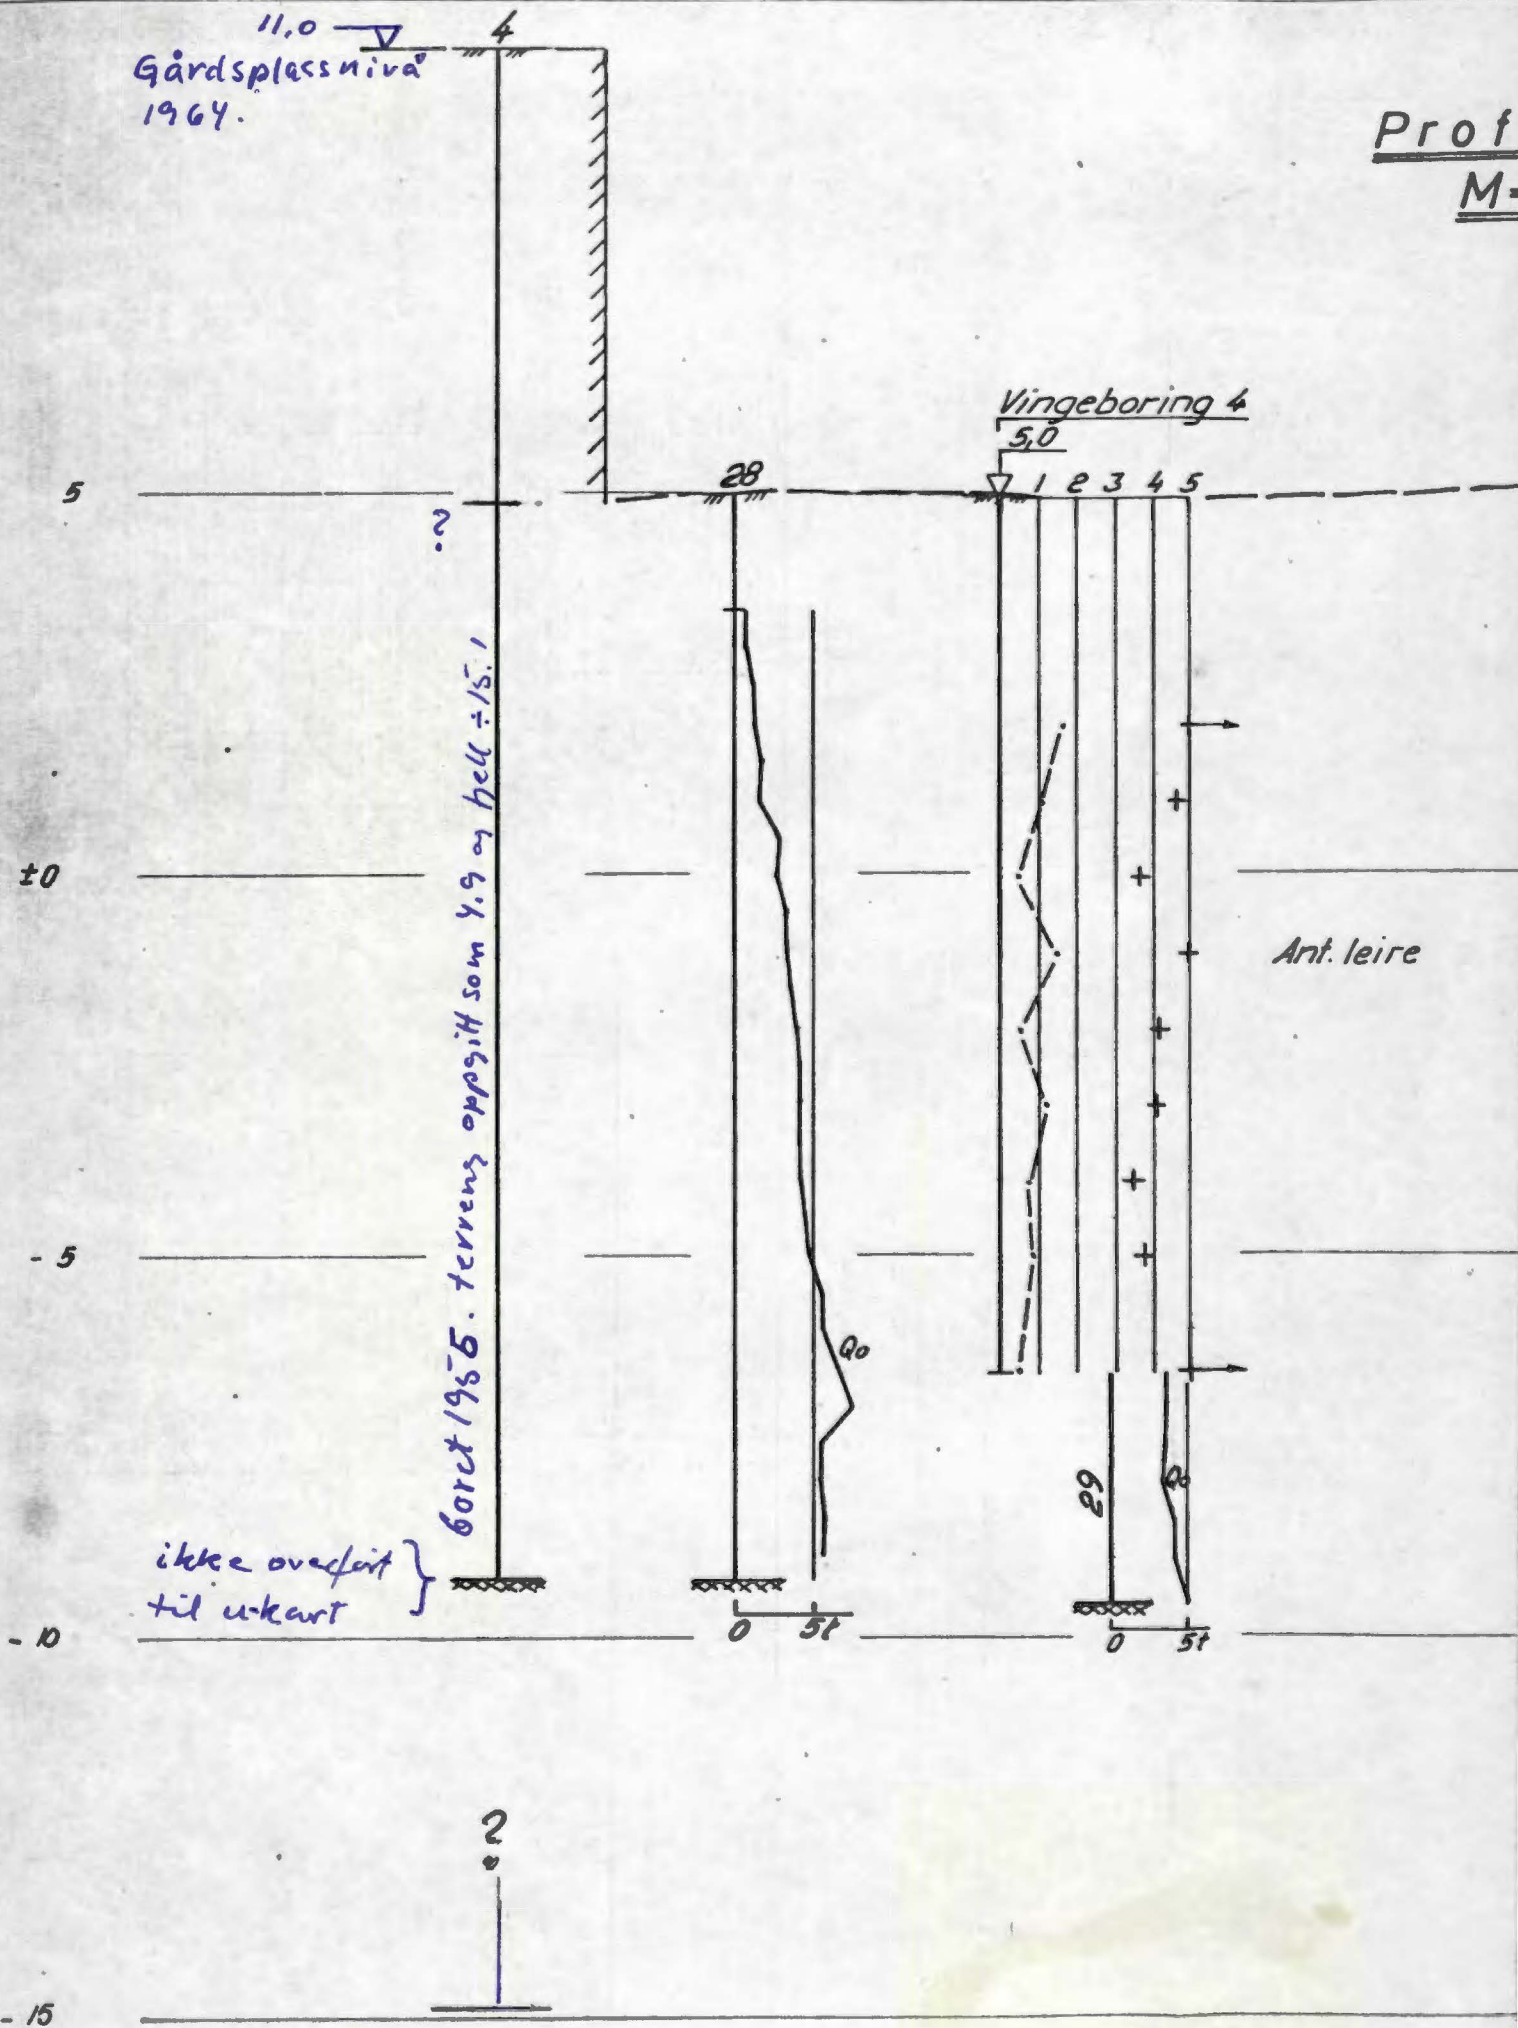 11,0
4
Gårdsplassnivå
1964.
Prof
M=
Vingeboring 4
5,0
28
1 2 3 4 5
5
?
boret 1955. terreng oppgitt som 4.9 og fjell ÷15.1
±0
Ant. leire
- 5
Qo
29
Qo
ikke overført
til u-kart
0 5t
0 5t
- 10
?
- 15